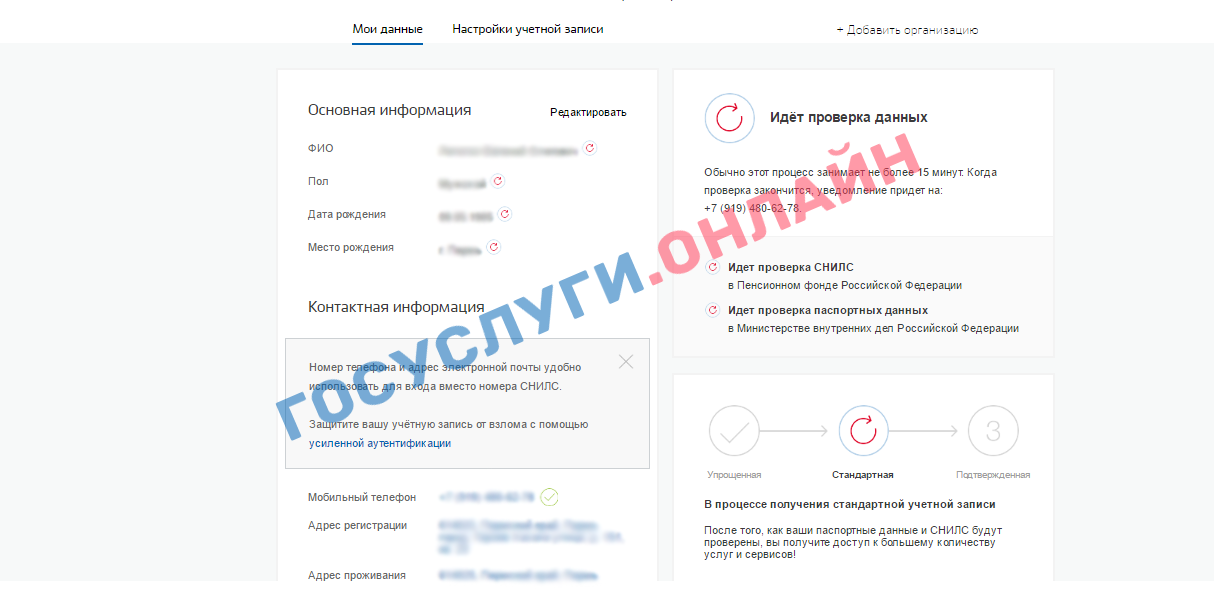 Мои данные
Настройки учетной записи
+ Добавить организацию
Основная информация
Редактировать
ФИО
Пол
Дата рождения
Место рождения
Контактная информация
Номер телефона и адрес электронной почты удобно
использовать для входа вместо номера СНИЛС.
Защитите вашу учётную запись от взлома с помощью
усиленной аутентификации
Мобильный телефон
Адрес регистрации
Адрес проживания
Идёт проверка данных
Обычно этот процесс занимает не более 15 минут. Когда
проверка закончится, уведомление придет на:
+7 (919) 480-62-78.
Идет проверка СНИЛС
в Пенсионном фонде Российской Федерации
Идет проверка паспортных данных
в Министерстве внутренних дел Российской Федерации
3
Упрощенная
Стандартная
Подтвержденная
В процессе получения стандартной учетной записи
После того, как ваши паспортные данные и СНИЛС будут
проверены, вы получите доступ к большему количеству
услуг и сервисов!
ГОСУСЛУГИ.ОНЛАЙН